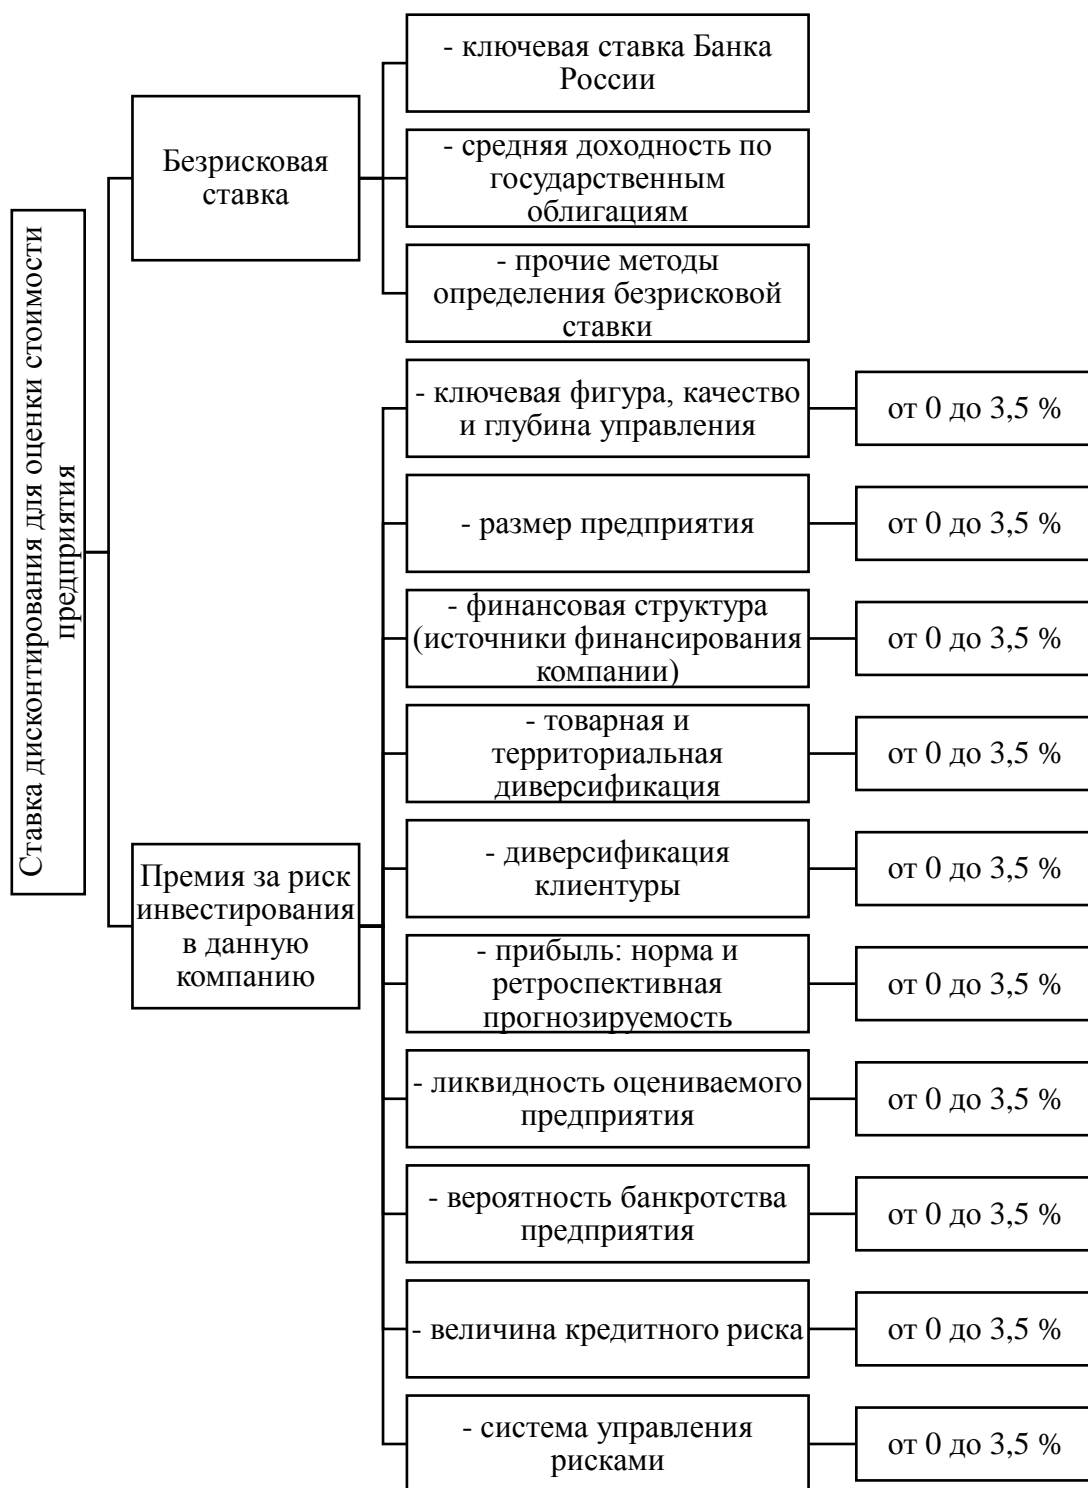 Ставка дисконтирования для оценки стоимости
предприятия
Безрисковая
ставка
- ключевая ставка Банка
России
- средняя доходность по
государственным
облигациям
- прочие методы
определения безрисковой
ставки
Премия за риск
инвестирования
в данную
компанию
- ключевая фигура, качество
и глубина управления
от 0 до 3,5 %
- размер предприятия
от 0 до 3,5 %
- финансовая структура
(источники финансирования
компании)
от 0 до 3,5 %
- товарная и
территориальная
диверсификация
от 0 до 3,5 %
- диверсификация
клиентуры
от 0 до 3,5 %
- прибыль: норма и
ретроспективная
прогнозируемость
от 0 до 3,5 %
- ликвидность оцениваемого
предприятия
от 0 до 3,5 %
- вероятность банкротства
предприятия
от 0 до 3,5 %
- величина кредитного риска
от 0 до 3,5 %
- система управления
рисками
от 0 до 3,5 %